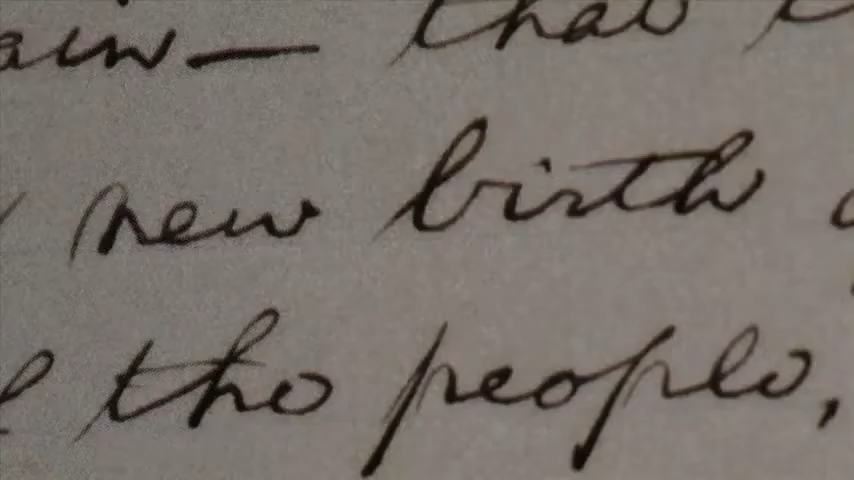 ain— that
new birth
the people,